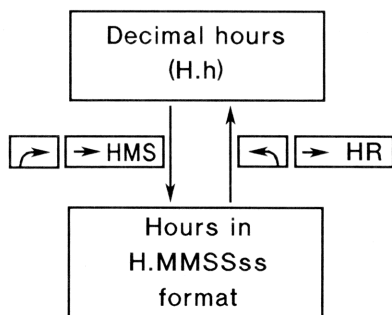 Decimal hours
(H.h)
→ HMS
→ HR
Hours in
H.MMSSss
format